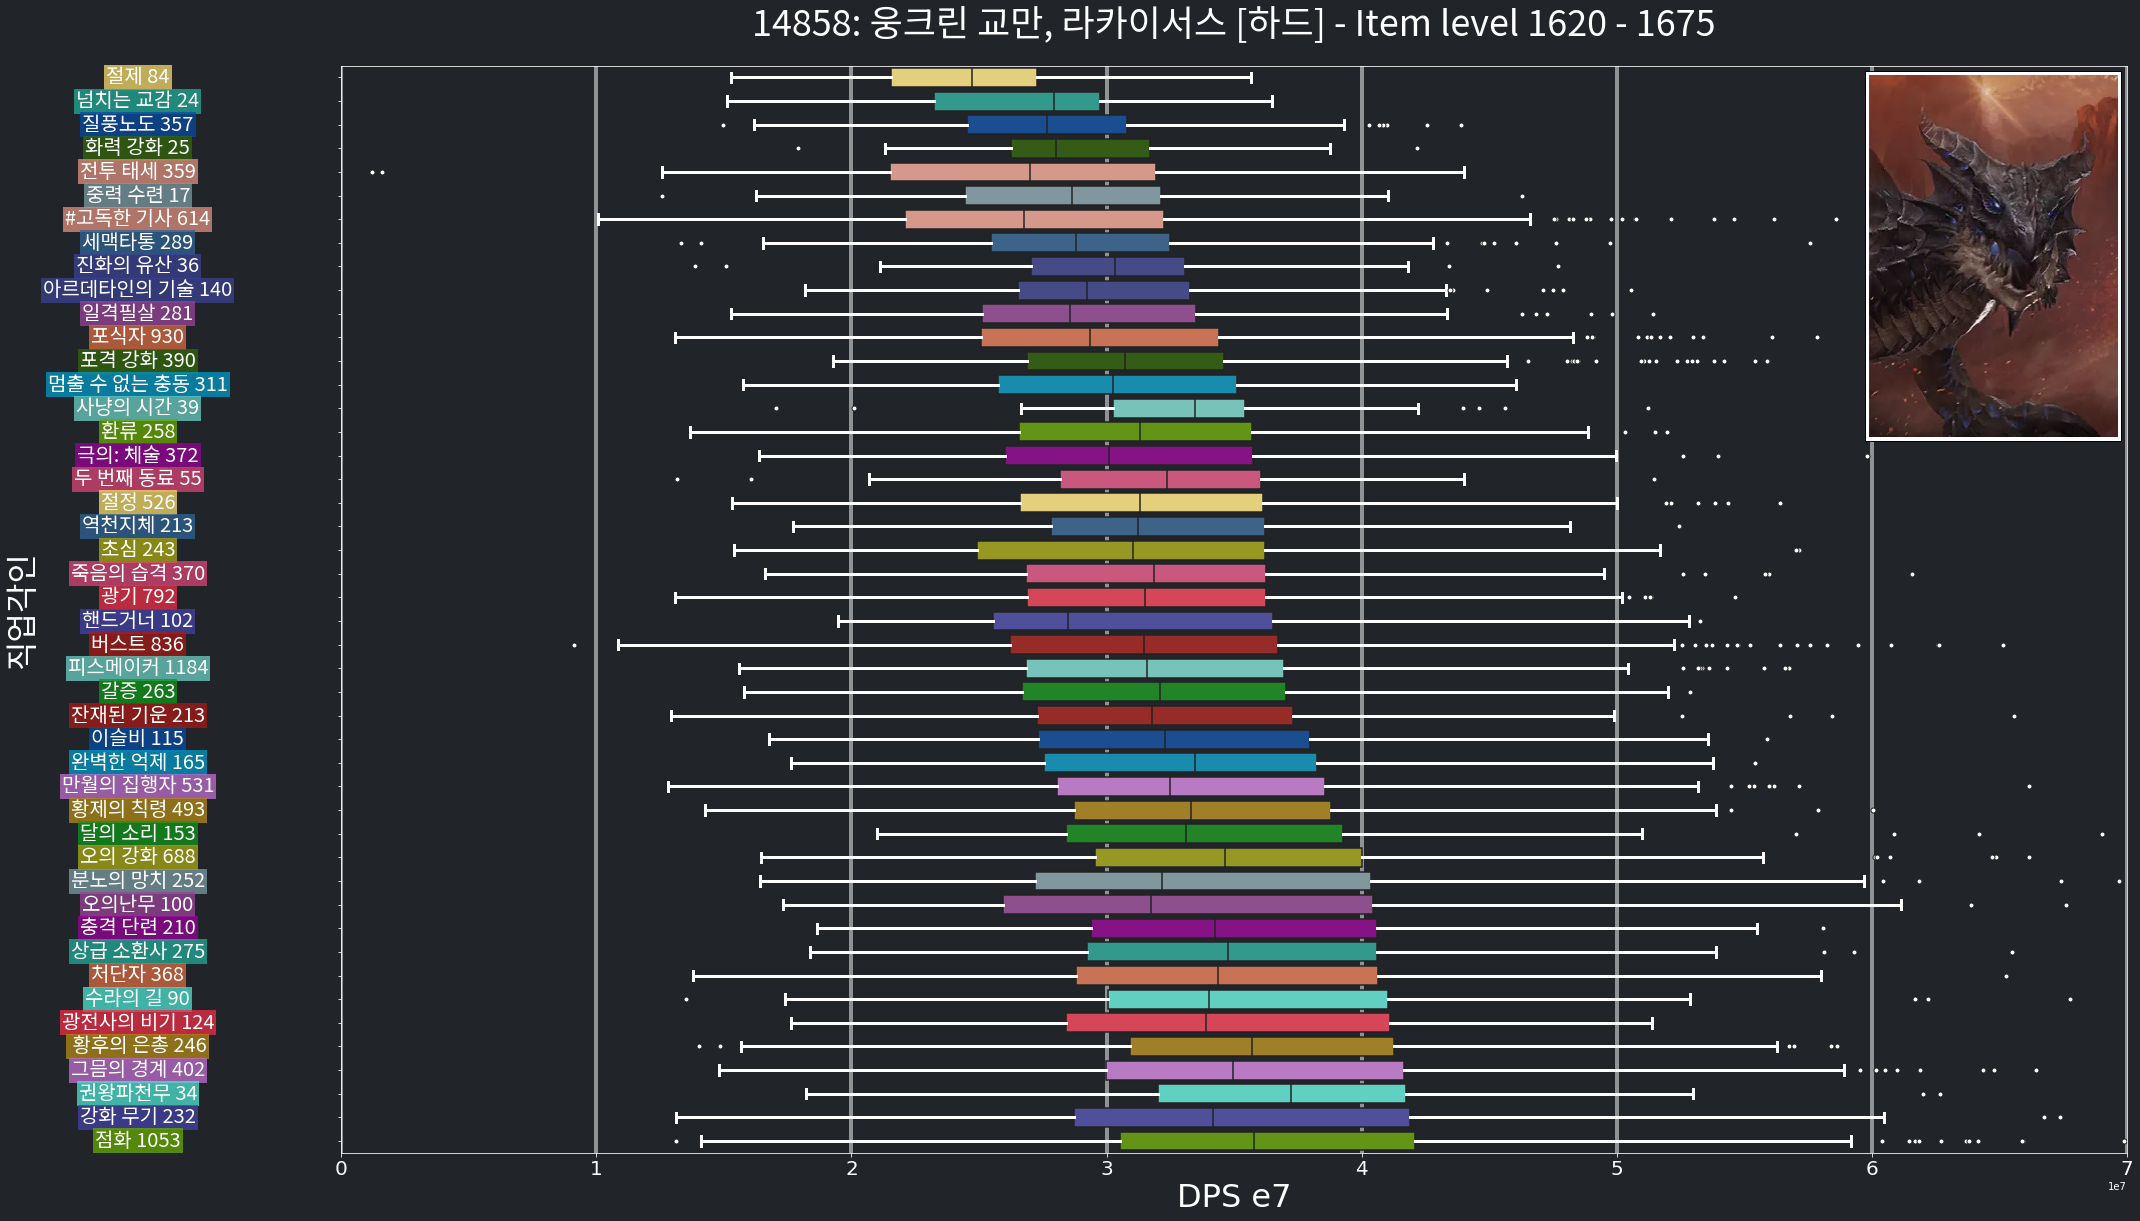 14858: 웅크린 교만, 라카이서스 [하드] - Item level 1620 - 1675
절제 84
넘치는 교감 24
질풍노도 357
화력 강화 25
전투 태세 359
중력 수련 17
#고독한 기사 614
세맥타통 289
진화의 유산 36
아르데타인의 기술 140
일격필살 281
포식자 930
포격 강화 390
멈출 수 없는 충동 311
사냥의 시간 39
환류 258
극의: 체술 372
두 번째 동료 55
절정 526
역천지체 213
초심 243
죽음의 습격 370
광기 792
핸드거너 102
버스트 836
피스메이커 1184
갈증 263
잔재된 기운 213
이슬비 115
완벽한 억제 165
만월의 집행자 531
황제의 칙령 493
달의 소리 153
오의 강화 688
분노의 망치 252
오의난무 100
충격 단련 210
상급 소환사 275
처단자 368
수라의 길 90
광전사의 비기 124
황후의 은총 246
그믐의 경계 402
권왕파천무 34
강화 무기 232
점화 1053
직업각인
0 1 2 3 4 5 6 7
DPS e7
1e7